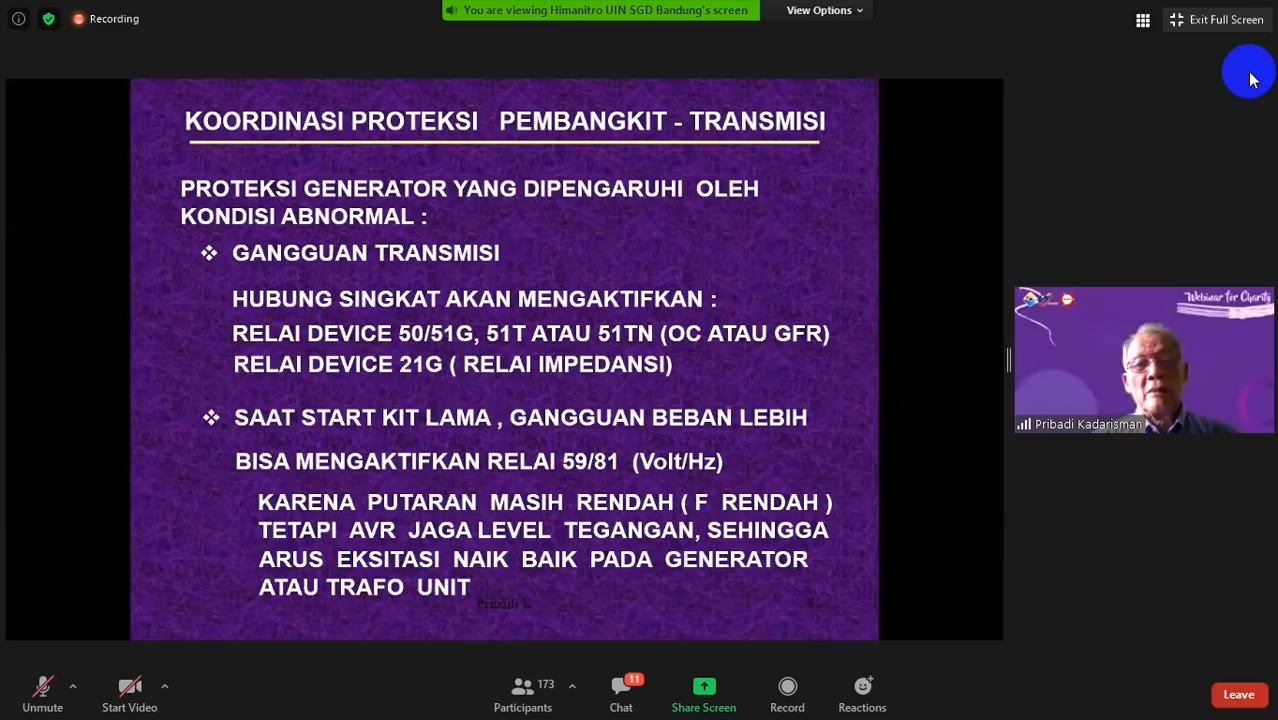 Recording
You are viewing Himanitro UIN SGD Bandung's screen
View Options
Exit Full Screen
KOORDINASI PROTEKSI PEMBANGKIT - TRANSMISI
PROTEKSI GENERATOR YANG DIPENGARUHI OLEH
KONDISI ABNORMAL :
❖ GANGGUAN TRANSMISI
HUBUNG SINGKAT AKAN MENGAKTIFKAN :
RELAI DEVICE 50/51G, 51T ATAU 51TN (OC ATAU GFR)
RELAI DEVICE 21G ( RELAI IMPEDANSI)
❖ SAAT START KIT LAMA , GANGGUAN BEBAN LEBIH
BISA MENGAKTIFKAN RELAI 59/81 (Volt/Hz)
KARENA PUTARAN MASIH RENDAH ( F RENDAH )
TETAPI AVR JAGA LEVEL TEGANGAN, SEHINGGA
ARUS EKSITASI NAIK BAIK PADA GENERATOR
ATAU TRAFO UNIT
Pribadi K
Webinar for Charity
Pribadi Kadarisman
Unmute
Start Video
173
Participants
11
Chat
Share Screen
Record
Reactions
Leave